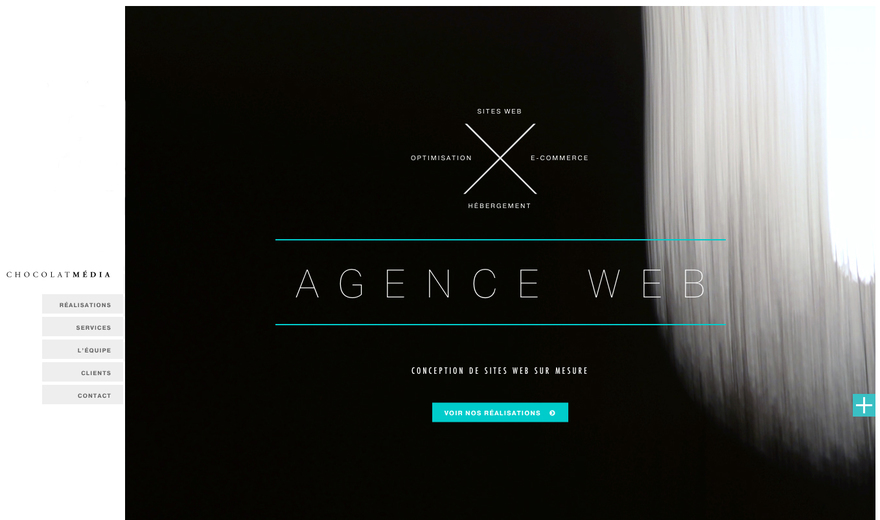 CHOCOLATMÉDIA
RÉALISATIONS
SERVICES
L'ÉQUIPE
CLIENTS
CONTACT
SITES WEB
OPTIMISATION
E-COMMERCE
HÉBERGEMENT
AGENCE WEB
CONCEPTION DE SITES WEB SUR MESURE
VOIR NOS RÉALISATIONS